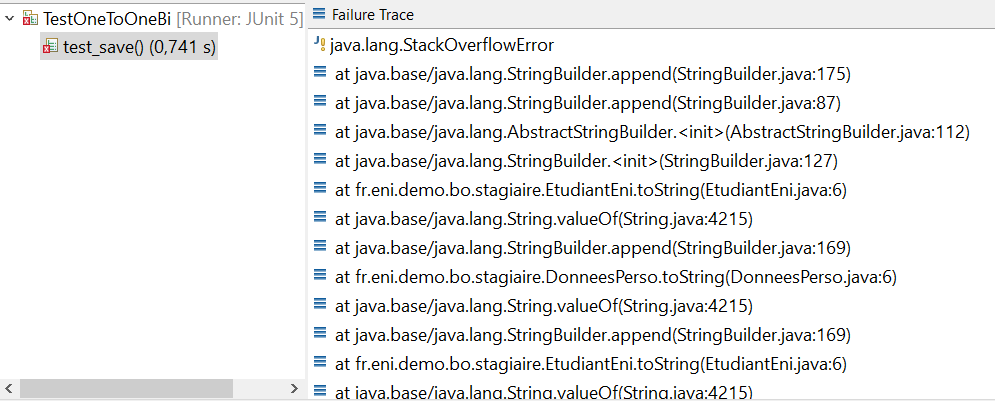 TestOneToOneBi [Runner: JUnit 5]
test_save() (0,741 s)
Failure Trace
java.lang.StackOverflowError
at java.base/java.lang.StringBuilder.append(StringBuilder.java:175)
at java.base/java.lang.StringBuilder.append(StringBuilder.java:87)
at java.base/java.lang.AbstractStringBuilder.<init>(AbstractStringBuilder.java:112)
at java.base/java.lang.StringBuilder.<init>(StringBuilder.java:127)
at fr.eni.demo.bo.stagiaire.EtudiantEni.toString(EtudiantEni.java:6)
at java.base/java.lang.String.valueOf(String.java:4215)
at java.base/java.lang.StringBuilder.append(StringBuilder.java:169)
at fr.eni.demo.bo.stagiaire.DonneesPerso.toString(DonneesPerso.java:6)
at java.base/java.lang.String.valueOf(String.java:4215)
at java.base/java.lang.StringBuilder.append(StringBuilder.java:169)
at fr.eni.demo.bo.stagiaire.EtudiantEni.toString(EtudiantEni.java:6)
at java.base/java.lang.String.valueOf(String.java:4215)